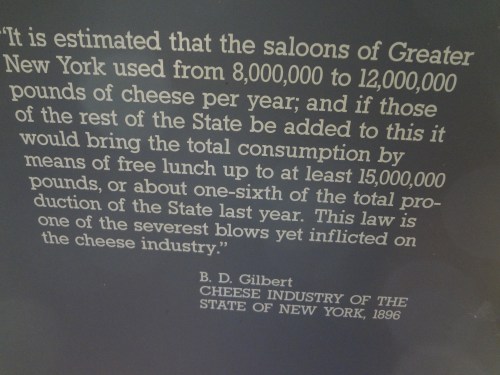 "It is estimated that the saloons of Greater
New York used from 8,000,000 to 12,000,000
pounds of cheese per year; and if those
of the rest of the State be added to this it
would bring the total consumption by
means of free lunch up to at least 15,000,000
pounds, or about one-sixth of the total pro-
duction of the State last year. This law is
one of the severest blows yet inflicted on
the cheese industry."
B. D. Gilbert
CHEESE INDUSTRY OF THE
STATE OF NEW YORK, 1896